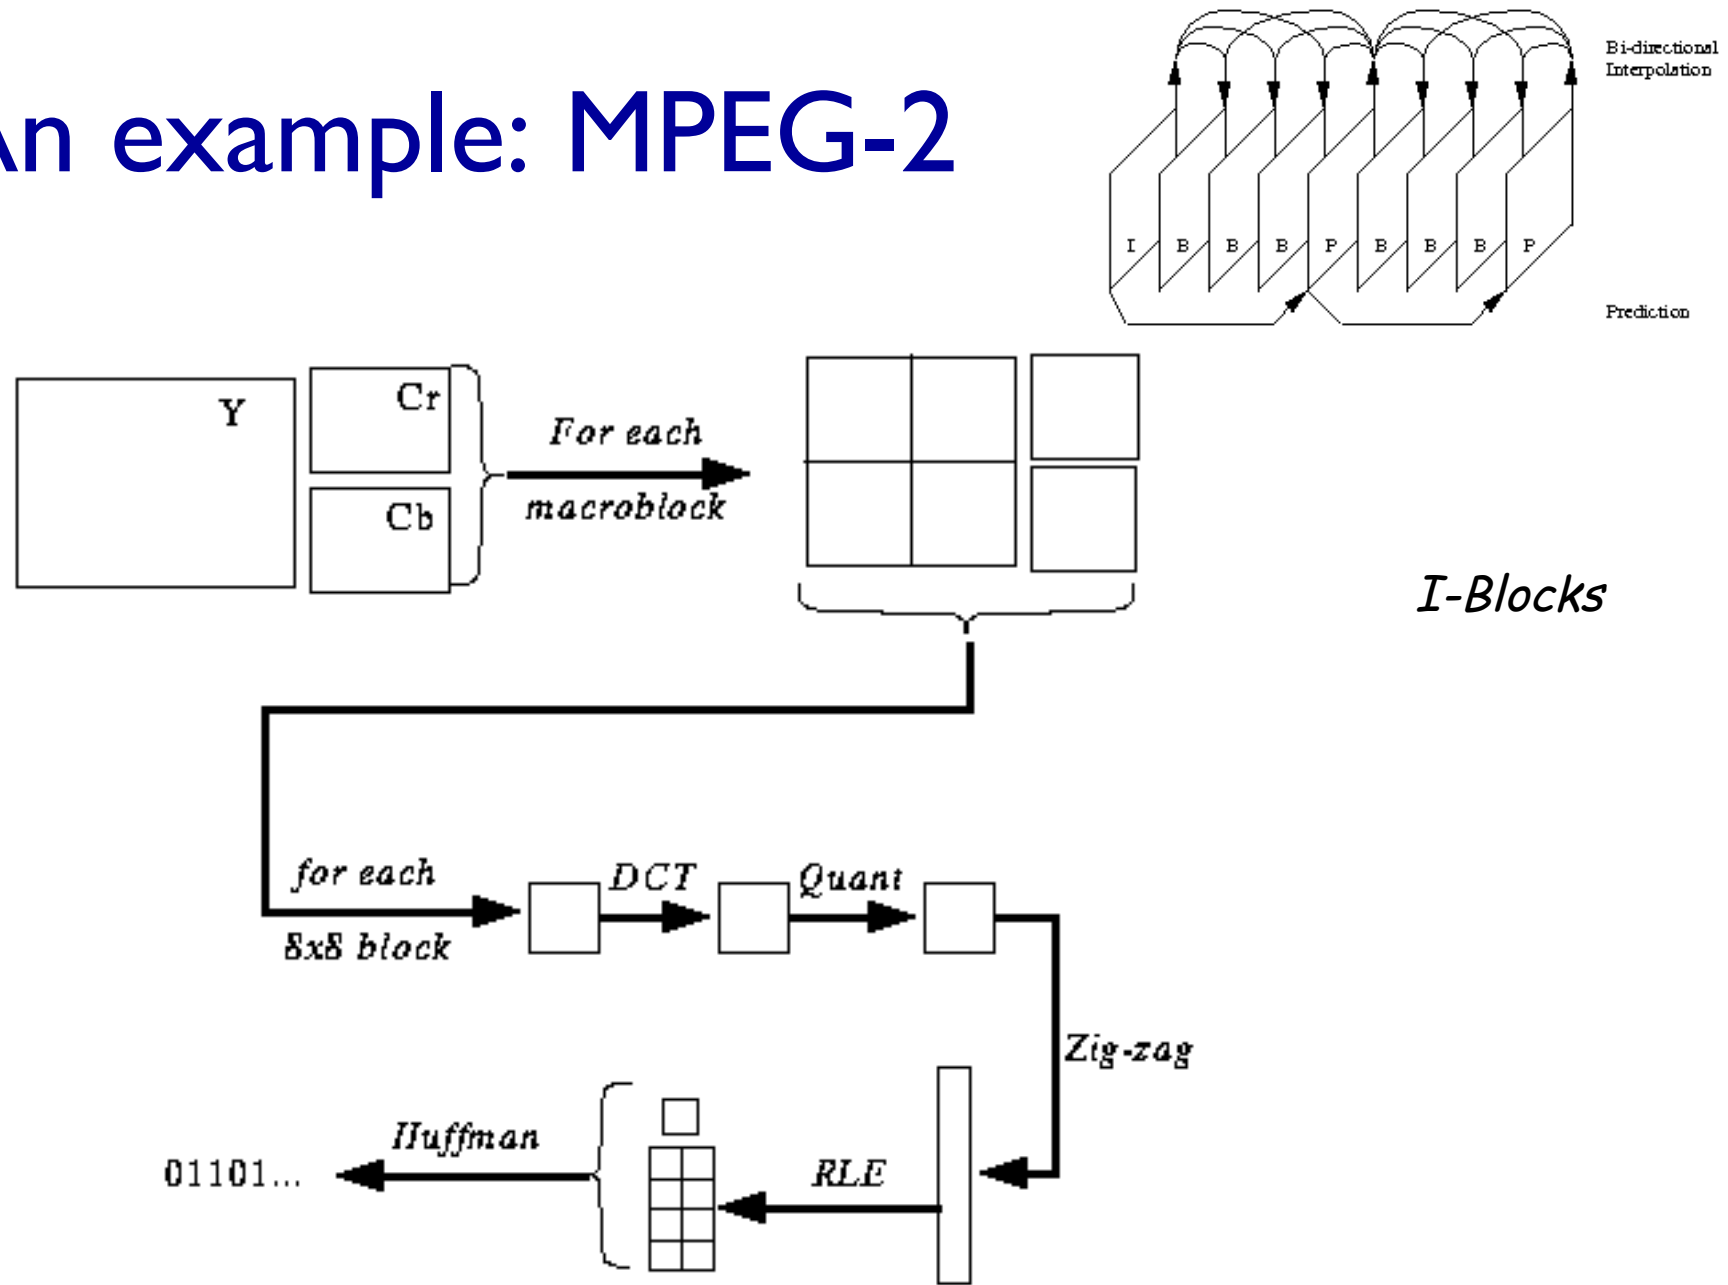 An example: MPEG-2
Bi-directional
Interpolation
I B B B P B B B P
Prediction
Y
Cr
Cb
For each
macroblock
I-Blocks
for each
8x8 block
DCT
Quant
Zig-zag
RLE
Huffman
01101...